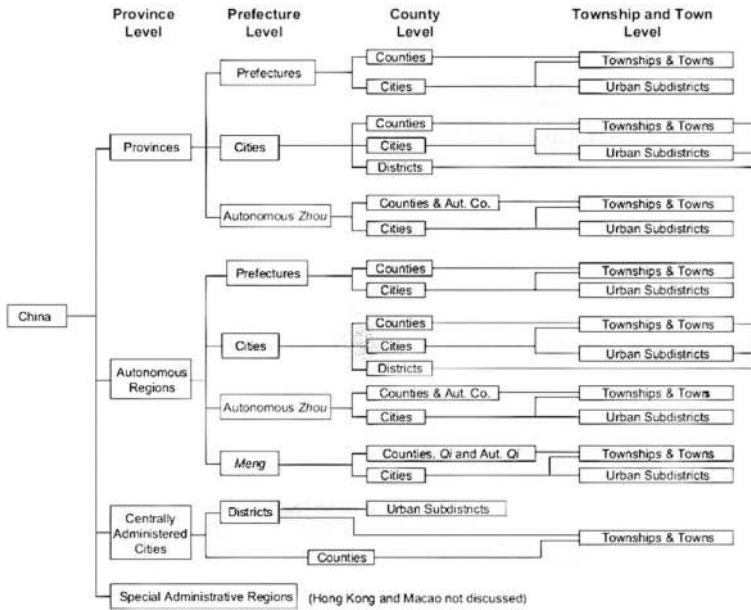 Province Level
Prefecture Level
County Level
Township and Town Level
Counties
Townships & Towns
Prefectures
Cities
Urban Subdistricts
Counties
Townships & Towns
Provinces
Cities
Cities
Urban Subdistricts
Districts
Counties & Aut. Co.
Townships & Towns
Autonomous Zhou
Cities
Urban Subdistricts
Counties
Townships & Towns
Prefectures
Cities
Urban Subdistricts
China
Counties
Townships & Towns
Cities
Cities
Urban Subdistricts
Autonomous Regions
Districts
Counties & Aut. Co.
Townships & Towns
Autonomous Zhou
Cities
Urban Subdistricts
Counties, Qi and Aut. Qi
Townships & Towns
Meng
Cities
Urban Subdistricts
Centrally Administered Cities
Districts
Urban Subdistricts
Townships & Towns
Counties
Special Administrative Regions
(Hong Kong and Macao not discussed)